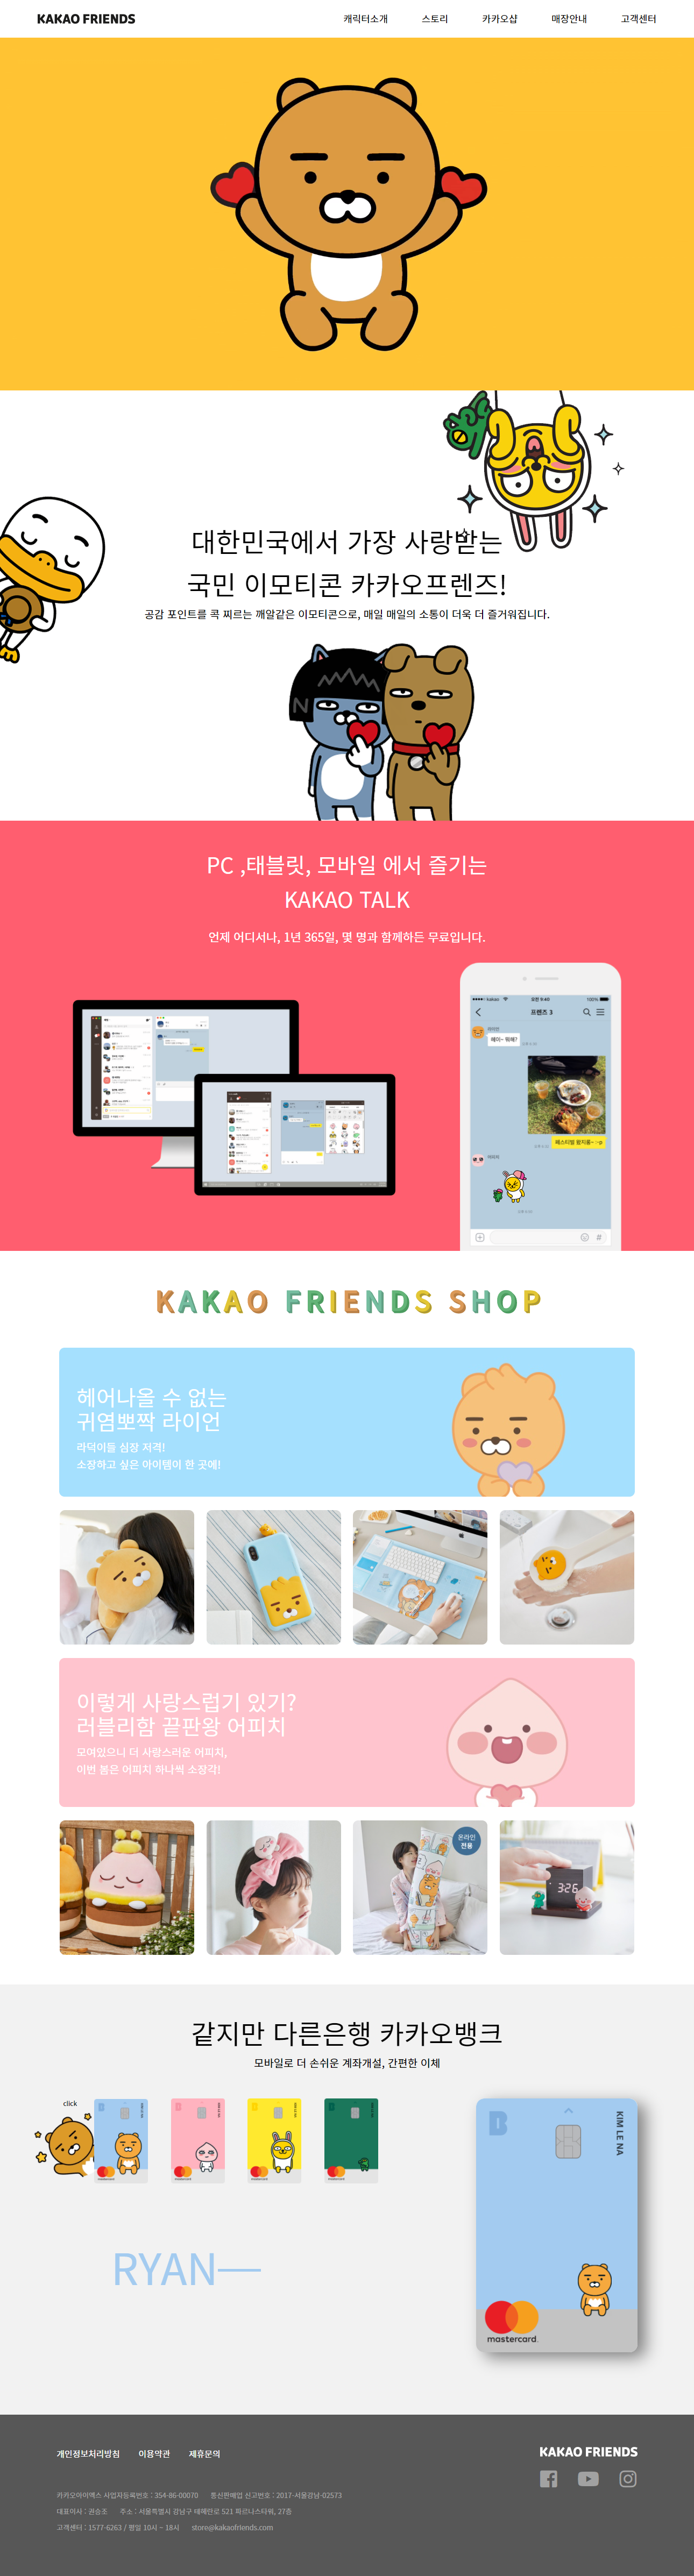 KAKAO FRIENDS
캐릭터소개 스토리 카카오샵 매장안내 고객센터
대한민국에서 가장 사랑받는
국민 이모티콘 카카오프렌즈!
공감 포인트를 콕 찌르는 깨알같은 이모티콘으로, 매일 매일의 소통이 더욱 더 즐거워집니다.
PC ,태블릿, 모바일 에서 즐기는
KAKAO TALK
언제 어디서나, 1년 365일, 몇 명과 함께하든 무료입니다.
kakao 오전 9:40 100%
프렌즈 3
헤이~ 뭐해?
페스티벌 왔지롱~
KAKAO FRIENDS SHOP
헤어나올 수 없는
귀염뽀짝 라이언
라덕이들 심장 저격!
소장하고 싶은 아이템이 한 곳에!
이렇게 사랑스럽기 있기?
러블리함 끝판왕 어피치
모여있으니 더 사랑스러운 어피치,
이번 봄은 어피치 하나씩 소장각!
온라인
전용
3:26
같지만 다른은행 카카오뱅크
모바일로 더 손쉬운 계좌개설, 간편한 이체
click
KIM LE NA
mastercard.
RYAN—
개인정보처리방침 이용약관 제휴문의
KAKAO FRIENDS
카카오아이엑스 사업자등록번호 : 354-86-00070 통신판매업 신고번호 : 2017-서울강남-02573
대표이사 : 권승조 주소 : 서울특별시 강남구 테헤란로 521 파르나스타워, 27층
고객센터 : 1577-6263 / 평일 10시 ~ 18시 store@kakaofriends.com